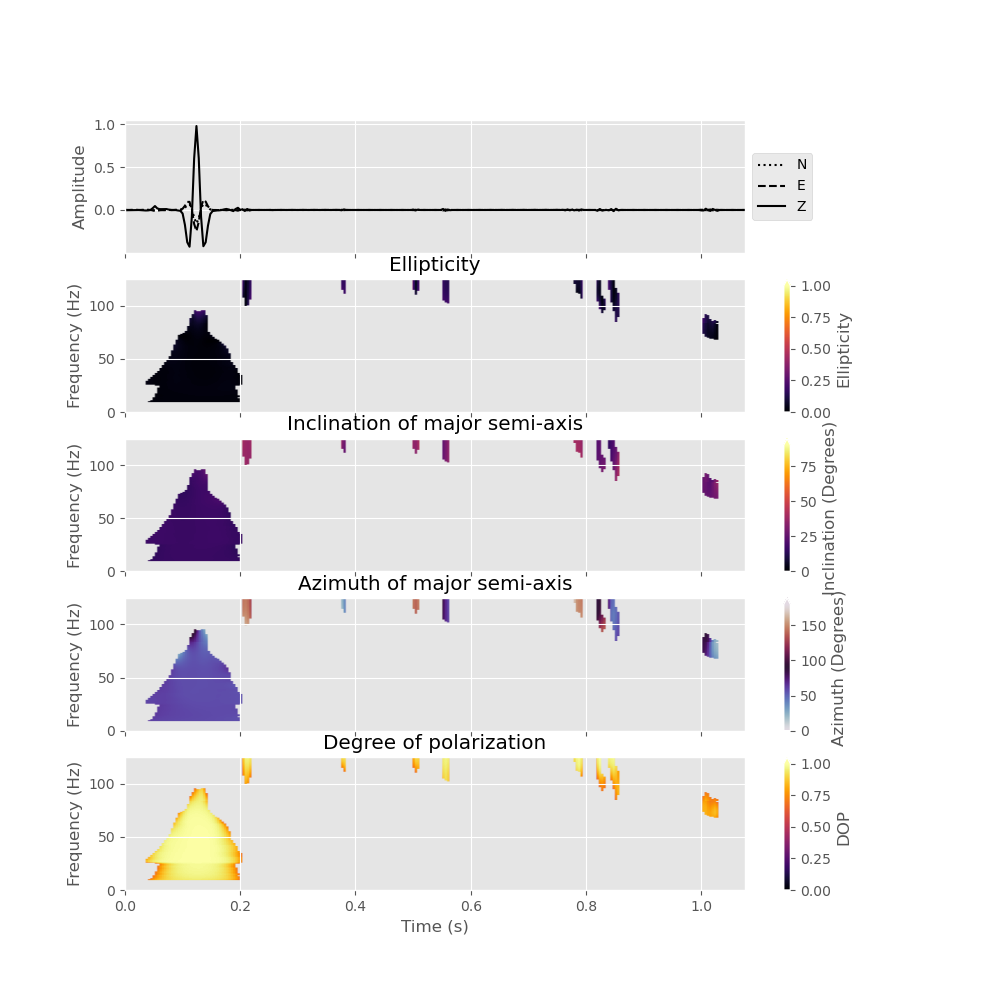 1.0
0.5
0.0
Amplitude
N
E
Z
Ellipticity
100
50
0
Frequency (Hz)
1.00
0.75
0.50
0.25
0.00
Ellipticity
Inclination of major semi-axis
100
50
0
Frequency (Hz)
75
50
25
0
Inclination (Degrees)
Azimuth of major semi-axis
100
50
0
Frequency (Hz)
150
100
50
0
Azimuth (Degrees)
Degree of polarization
100
50
0
Frequency (Hz)
1.00
0.75
0.50
0.25
0.00
DOP
0.0 0.2 0.4 0.6 0.8 1.0
Time (s)